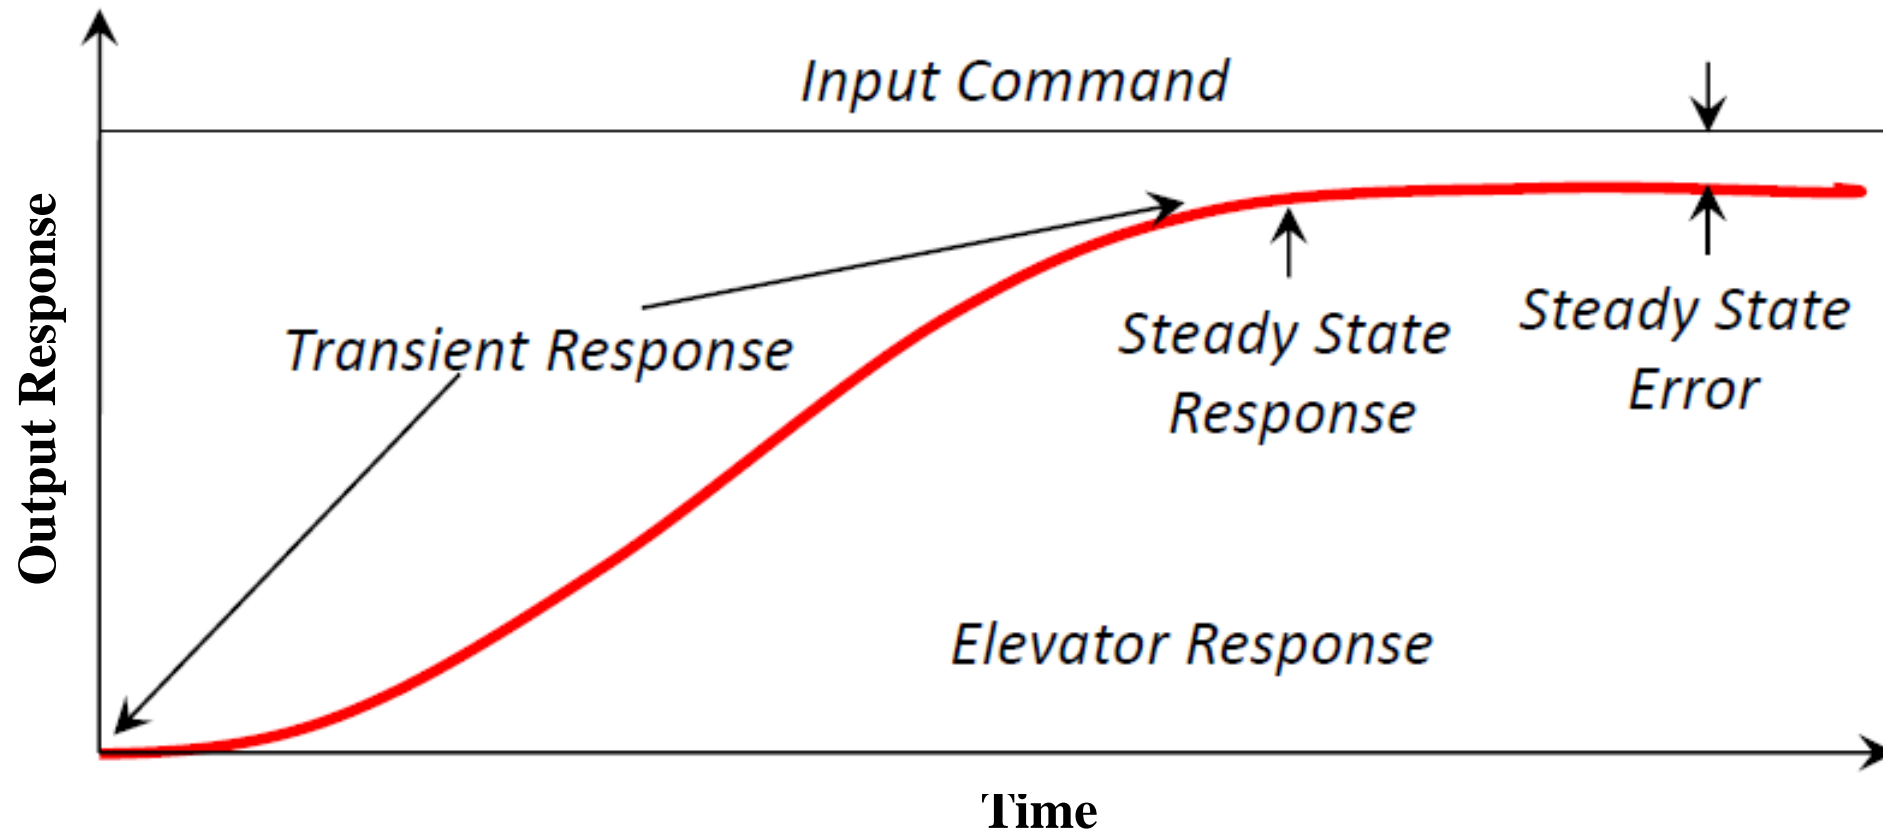 Input Command
Output Response
Transient Response
Steady State
Response
Steady State
Error
Elevator Response
Time